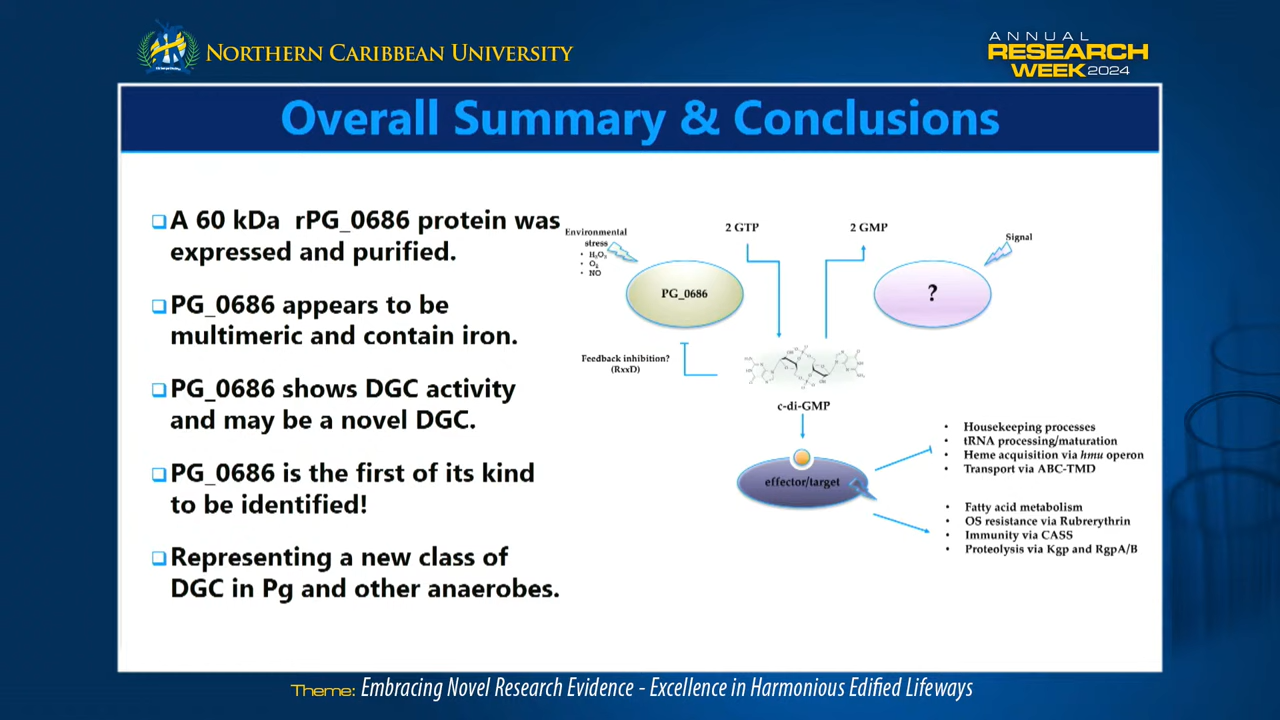 NORTHERN CARIBBEAN UNIVERSITY
ANNUAL
RESEARCH
WEEK 2024
Overall Summary & Conclusions
A 60 kDa rPG_0686 protein was
expressed and purified.
PG_0686 appears to be
multimeric and contain iron.
PG_0686 shows DGC activity
and may be a novel DGC.
PG_0686 is the first of its kind
to be identified!
Representing a new class of
DGC in Pg and other anaerobes.
Environmental
stress
• H₂O₂
• O₂
• NO
PG_0686
2 GTP
2 GMP
Signal
?
Feedback inhibition?
(RxxD)
c-di-GMP
effector/target
• Housekeeping processes
• tRNA processing/maturation
• Heme acquisition via hmu operon
• Transport via ABC-TMD
• Fatty acid metabolism
• OS resistance via Rubrerythrin
• Immunity via CASS
• Proteolysis via Kgp and RgpA/B
Theme: Embracing Novel Research Evidence - Excellence in Harmonious Edified Lifeways